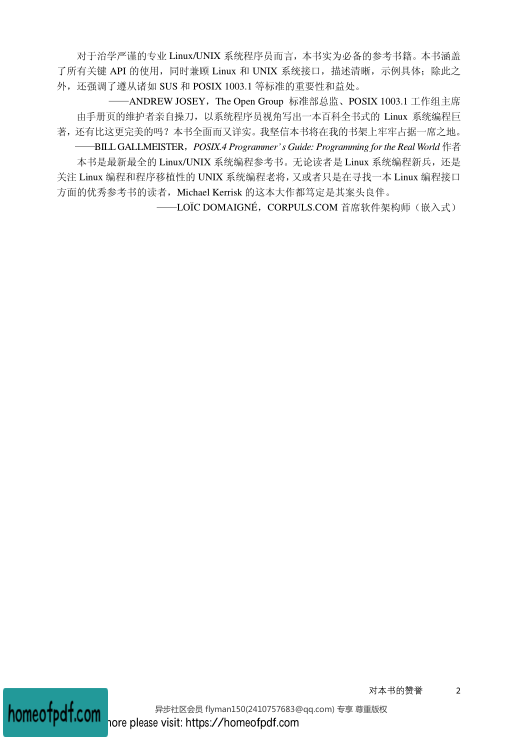 对于治学严谨的专业 Linux/UNIX 系统程序员而言，本书实为必备的参考书籍。本书涵盖
了所有关键 API 的使用，同时兼顾 Linux 和 UNIX 系统接口，描述清晰，示例具体；除此之
外，还强调了遵从诸如 SUS 和 POSIX 1003.1 等标准的重要性和益处。
——ANDREW JOSEY，The Open Group 标准部总监、POSIX 1003.1 工作组主席
由手册页的维护者亲自操刀，以系统程序员视角写出一本百科全书式的 Linux 系统编程巨
著，还有比这更完美的吗？本书全面而又详实。我坚信本书将在我的书架上牢牢占据一席之地。
——BILL GALLMEISTER，POSIX.4 Programmer's Guide: Programming for the Real World 作者
本书是最新最全的 Linux/UNIX 系统编程参考书。无论读者是 Linux 系统编程新兵，还是
关注 Linux 编程和程序移植性的 UNIX 系统编程老将，又或者只是在寻找一本 Linux 编程接口
方面的优秀参考书的读者，Michael Kerrisk 的这本大作都笃定是其案头良伴。
——LOÏC DOMAIGNÉ，CORPULS.COM 首席软件架构师（嵌入式）
对本书的赞誉 2
异步社区会员 flyman150(2410757683@qq.com) 专享 尊重版权
homeofpdf.com
more please visit: https://homeofpdf.com